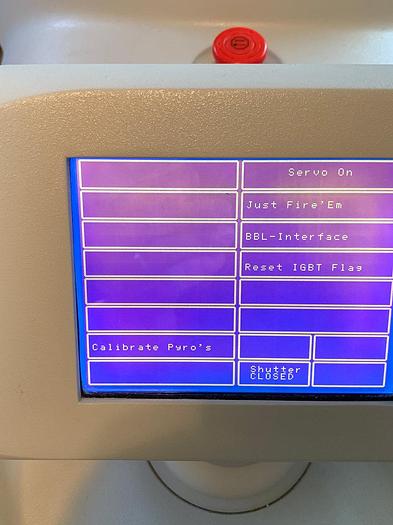 Servo On
Just Fire'Em
BBL-Interface
Reset IGBT Flag
Calibrate Pyro's
Shutter
CLOSED